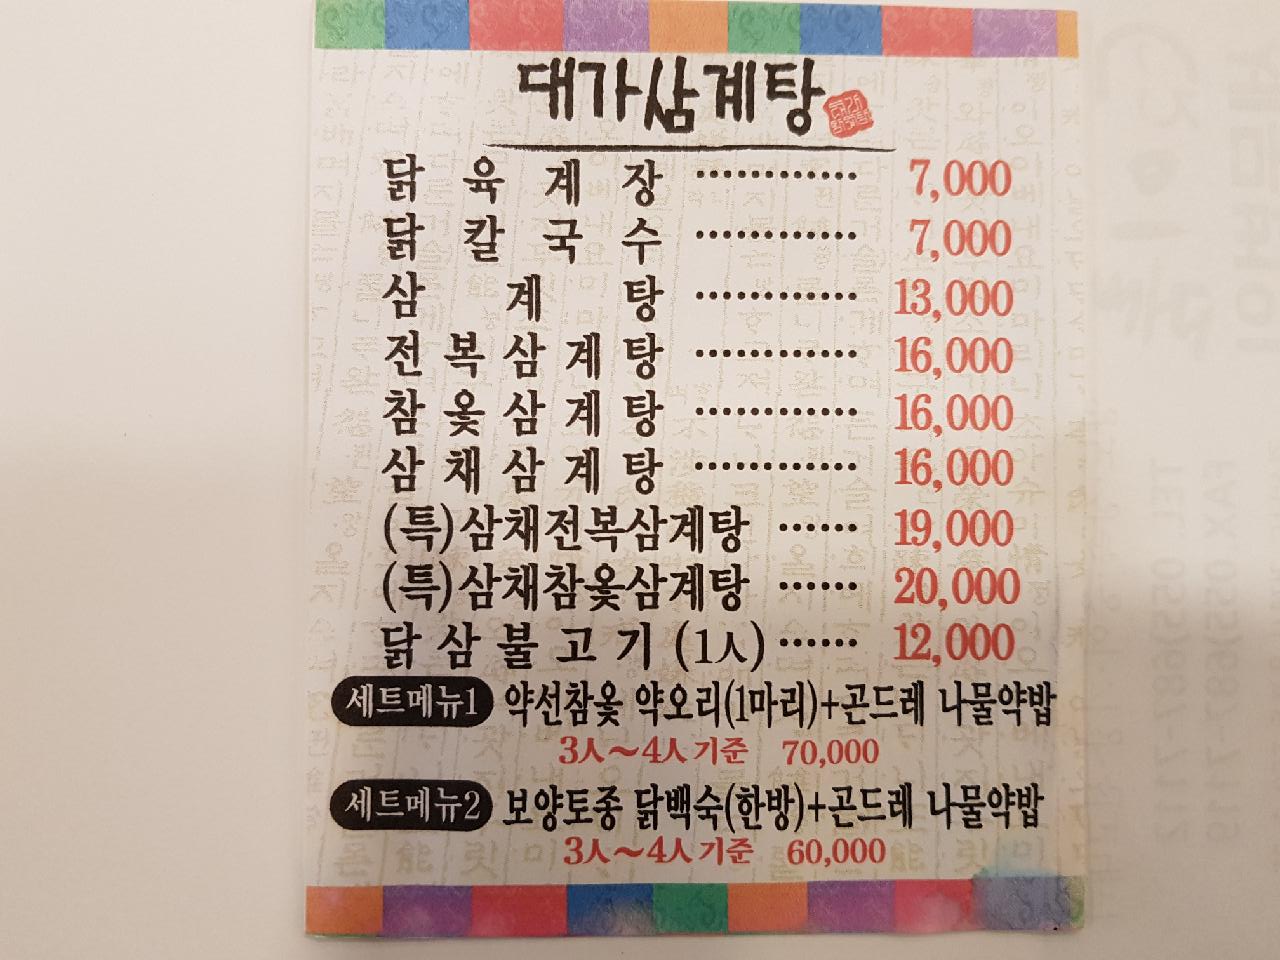 대가삼계탕
닭육계장 ············ 7,000
닭칼국수 ············ 7,000
삼계탕 ············ 13,000
전복삼계탕 ············ 16,000
참옻삼계탕 ············ 16,000
삼채삼계탕 ············ 16,000
(특)삼채전복삼계탕 ······ 19,000
(특)삼채참옻삼계탕 ······ 20,000
닭삼불고기(1人) ······ 12,000
세트메뉴1 약선참옻 약오리(1마리)+곤드레 나물약밥
3人~4人 기준 70,000
세트메뉴2 보양토종 닭백숙(한방)+곤드레 나물약밥
3人~4人 기준 60,000